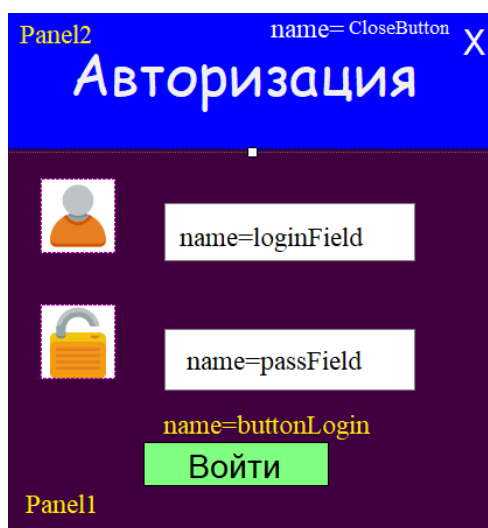 Panel2
name= CloseButton
X
Авторизация
name=loginField
name=passField
name=buttonLogin
Войти
Panel1